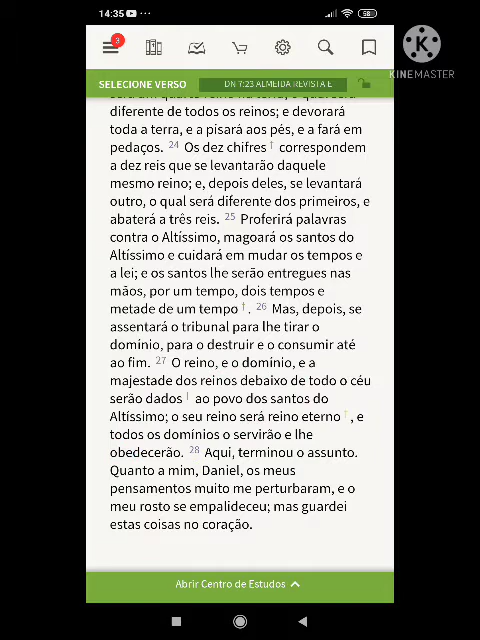 14:35
58
3
KINEMASTER
SELECIONE VERSO
DN 7:23 ALMEIDA REVISTA E
diferente de todos os reinos; e devorará
toda a terra, e a pisará aos pés, e a fará em
pedaços. 24 Os dez chifres † correspondem
a dez reis que se levantarão daquele
mesmo reino; e, depois deles, se levantará
outro, o qual será diferente dos primeiros, e
abaterá a três reis. 25 Proferirá palavras
contra o Altíssimo, magoará os santos do
Altíssimo e cuidará em mudar os tempos e
a lei; e os santos lhe serão entregues nas
mãos, por um tempo, dois tempos e
metade de um tempo †. 26 Mas, depois, se
assentará o tribunal para lhe tirar o
domínio, para o destruir e o consumir até
ao fim. 27 O reino, e o domínio, e a
majestade dos reinos debaixo de todo o céu
serão dados † ao povo dos santos do
Altíssimo; o seu reino será reino eterno †, e
todos os domínios o servirão e lhe
obedecerão. 28 Aqui, terminou o assunto.
Quanto a mim, Daniel, os meus
pensamentos muito me perturbaram, e o
meu rosto se empalideceu; mas guardei
estas coisas no coração.
Abrir Centro de Estudos